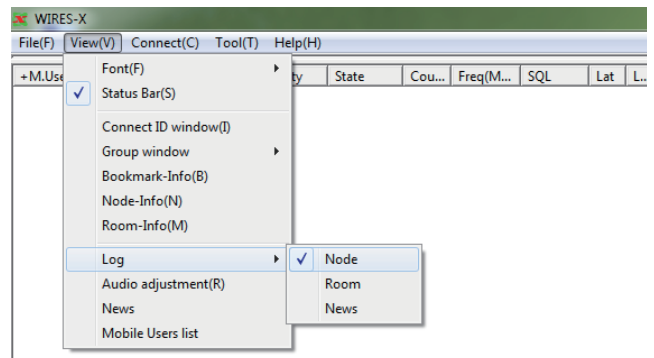 WIRES-X
File(F) View(V) Connect(C) Tool(T) Help(H)
+M.Use ty State Cou... Freq(M... SQL Lat L..
Font(F)
Status Bar(S)
Connect ID window(I)
Group window
Bookmark-Info(B)
Node-Info(N)
Room-Info(M)
Log
Node
Audio adjustment(R)
Room
News
News
Mobile Users list